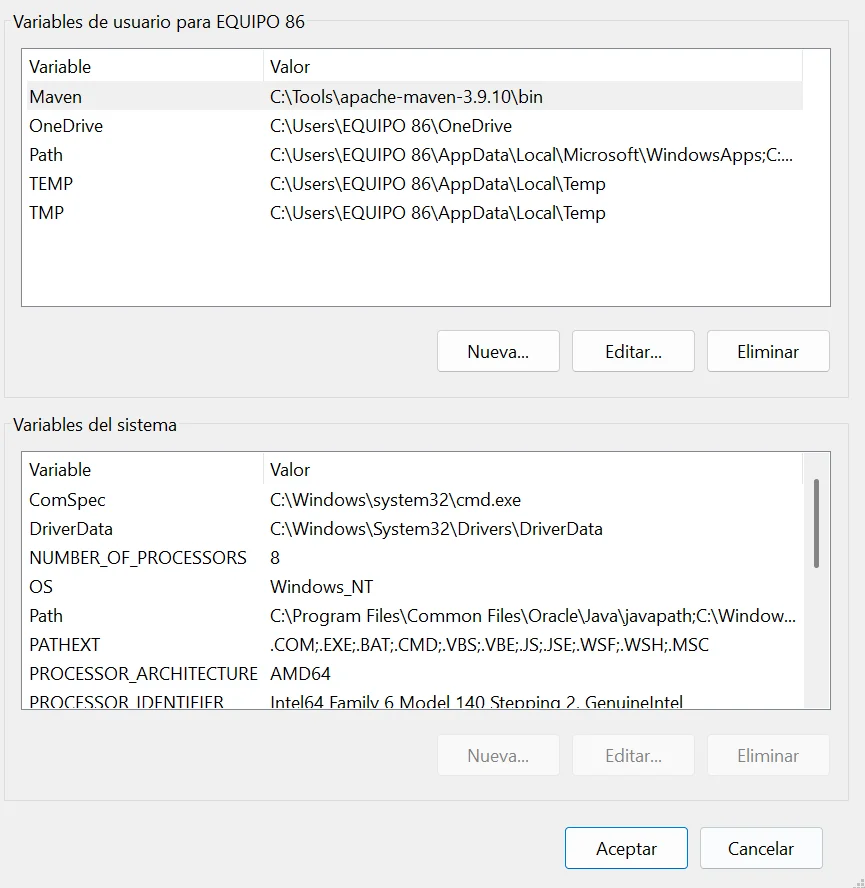 Variables de usuario para EQUIPO 86
Variable Valor
Maven C:\Tools\apache-maven-3.9.10\bin
OneDrive C:\Users\EQUIPO 86\OneDrive
Path C:\Users\EQUIPO 86\AppData\Local\Microsoft\WindowsApps;C:...
TEMP C:\Users\EQUIPO 86\AppData\Local\Temp
TMP C:\Users\EQUIPO 86\AppData\Local\Temp
Nueva... Editar... Eliminar
Variables del sistema
Variable Valor
ComSpec C:\Windows\system32\cmd.exe
DriverData C:\Windows\System32\Drivers\DriverData
NUMBER_OF_PROCESSORS 8
OS Windows_NT
Path C:\Program Files\Common Files\Oracle\Java\javapath;C:\Window...
PATHEXT .COM;.EXE;.BAT;.CMD;.VBS;.VBE;.JS;.JSE;.WSF;.WSH;.MSC
PROCESSOR_ARCHITECTURE AMD64
PROCESSOR_IDENTIFIER Intel64 Family 6 Model 140 Stepping 2, GenuineIntel
Nueva... Editar... Eliminar
Aceptar Cancelar